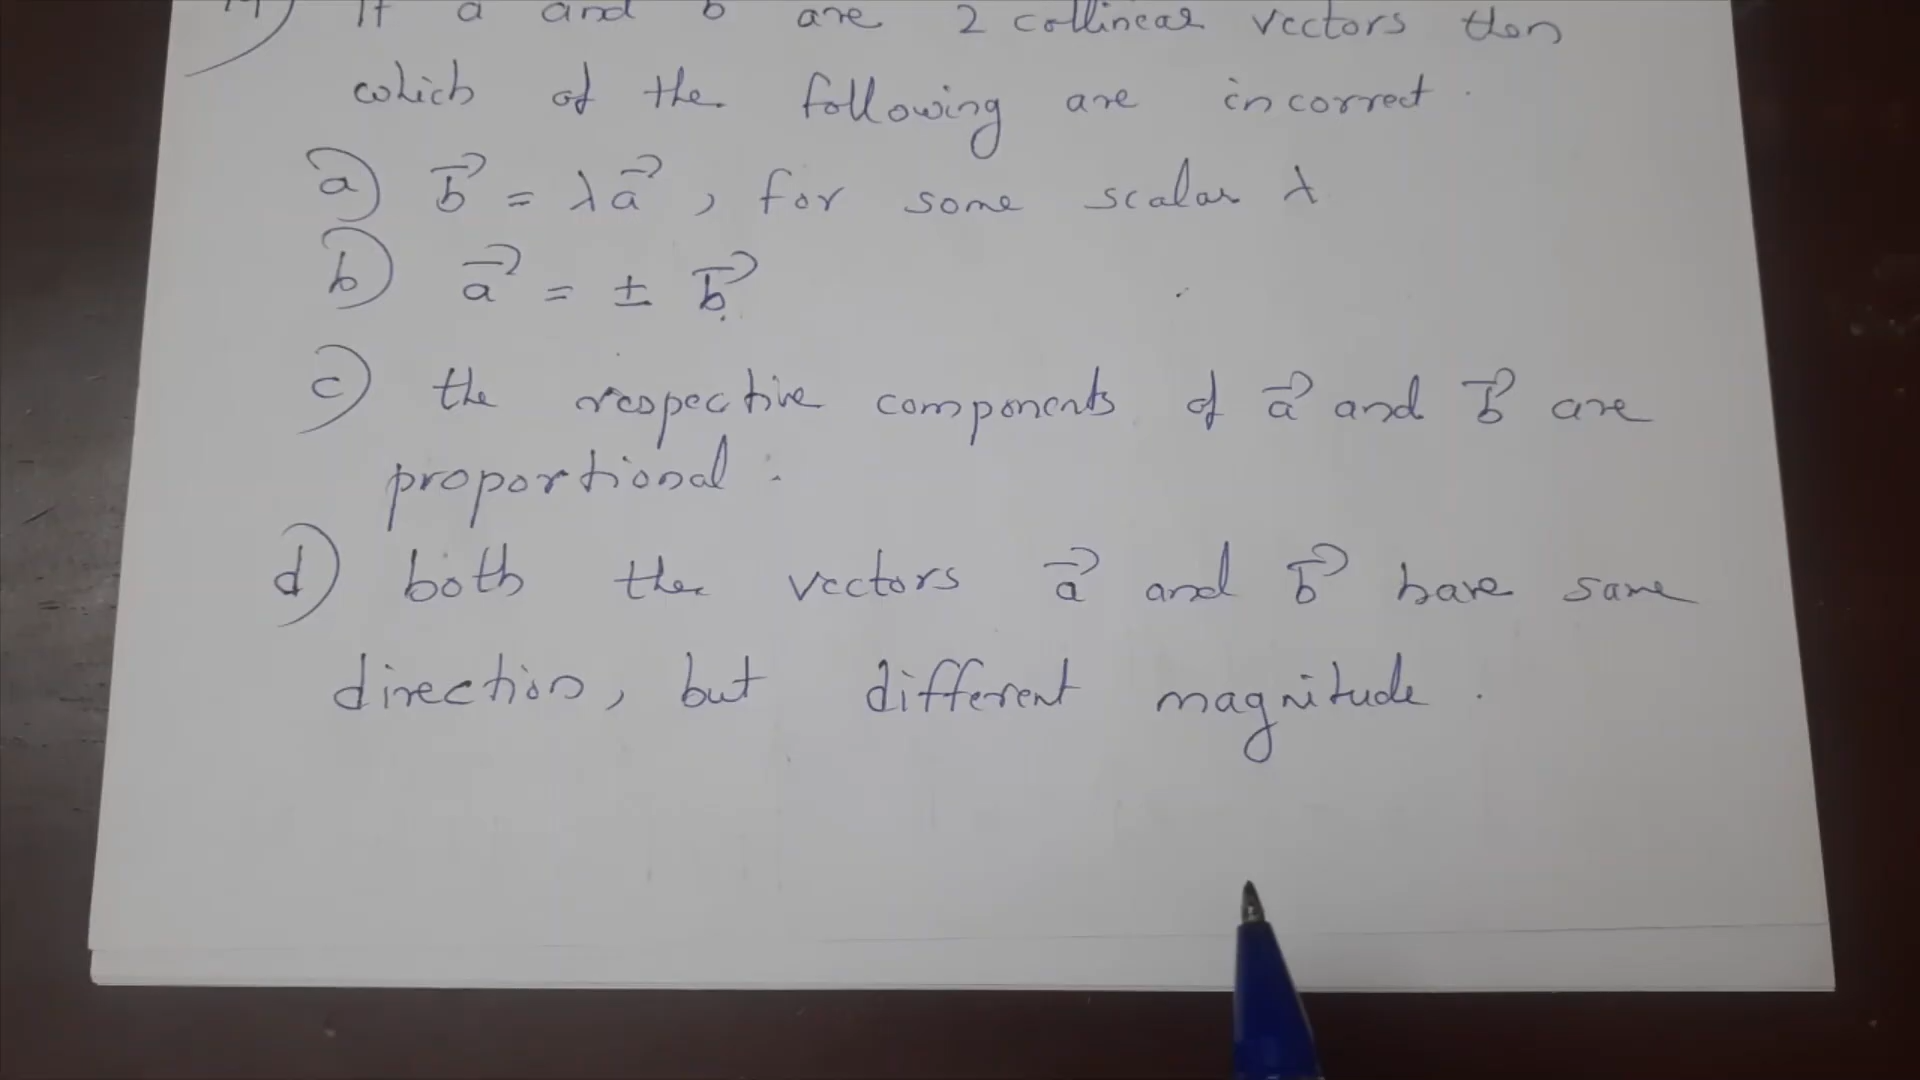 If a and b are 2 collinear vectors then
which of the following are incorrect.
a) b⃗ = λa⃗, for some scalar λ
b) a⃗ = ± b⃗
c) the respective components of a⃗ and b⃗ are
proportional.
d) both the vectors a⃗ and b⃗ have same
direction, but different magnitude.